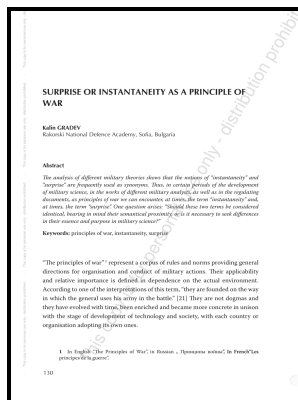 SURPRISE OR INSTANTANEITY AS A PRINCIPLE OF
WAR
Kalin GRADEV
Rakovski National Defence Academy, Sofia, Bulgaria
Abstract
The analysis of different military theories shows that the notions of "instantaneity" and
"surprise" are frequently used as synonyms. Thus, in certain periods of the development
of military science, in the works of different military analysts, as well as in the regulating
documents, as principles of war we can encounter, at times, the term "instantaneity" and,
at times, the term "surprise". One question arises: "Should these two terms be considered
identical, bearing in mind their semantical proximity, or is it necessary to seek differences
in their essence and purpose in military science?"
Keywords: principles of war, instantaneity, surprise
"The principles of war" 1 represent a corpus of rules and norms providing general
directions for organisation and conduct of military actions. Their applicability
and relative importance is defined in dependence on the actual environment.
According to one of the interpretations of this term, "they are founded on the way
in which the general uses his army in the battle." [21] They are not dogmas and
they have evolved with time, been enriched and became more concrete in unison
with the stage of development of technology and society, with each country or
organisation adopting its own ones.
1 In English "The Principles of War", in Russian „ Принципы войны", In French"Les
principes de la guerre".
130
only - distribution prohibited